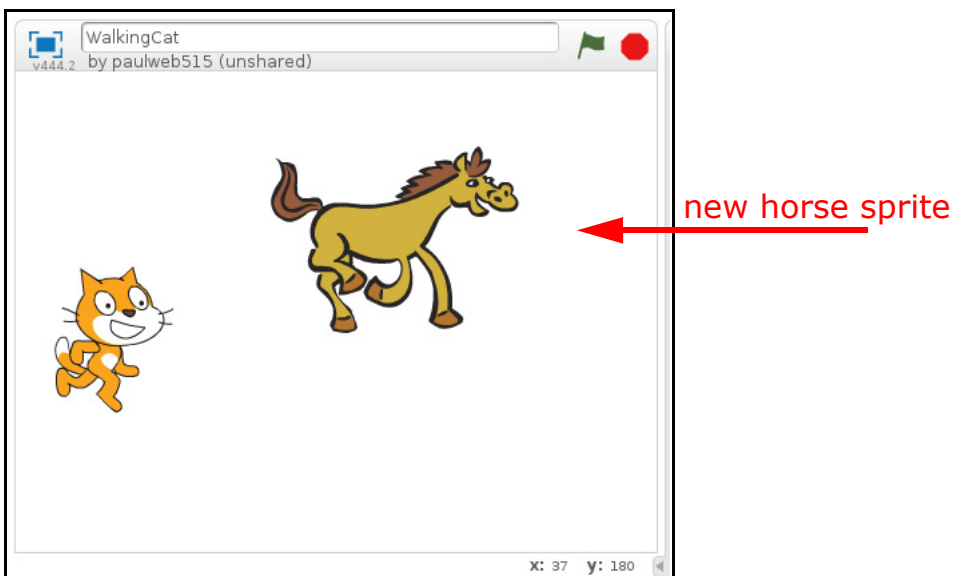 WalkingCat
v444.2 by paulweb515 (unshared)
new horse sprite
x: 37 y: 180